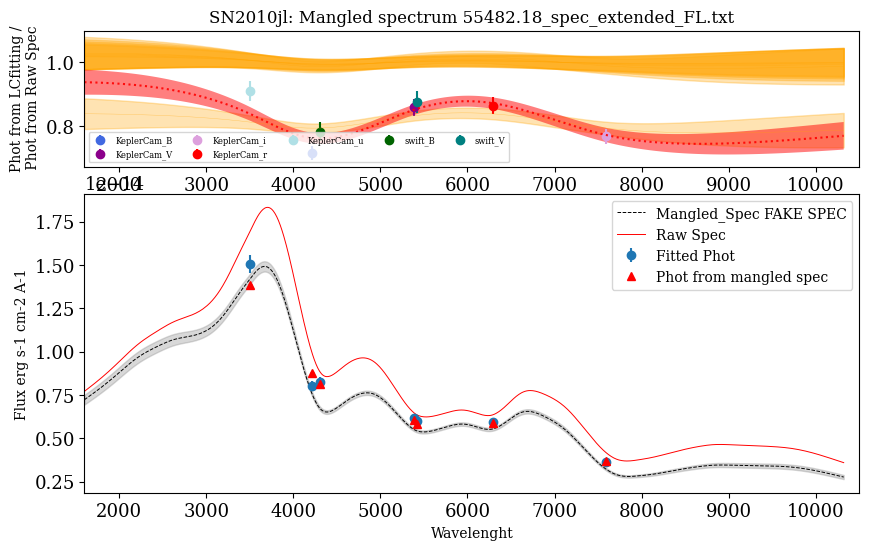 SN2010jl: Mangled spectrum 55482.18_spec_extended_FL.txt
Phot from LCfitting /
Phot from Raw Spec
1.0
0.8
KeplerCam_B
KeplerCam_V
KeplerCam_i
KeplerCam_r
KeplerCam_u
swift_B
swift_V
2000 3000 4000 5000 6000 7000 8000 9000 10000
1e−14
Flux erg s-1 cm-2 A-1
1.75
1.50
1.25
1.00
0.75
0.50
0.25
Mangled_Spec FAKE SPEC
Raw Spec
Fitted Phot
Phot from mangled spec
2000 3000 4000 5000 6000 7000 8000 9000 10000
Wavelenght